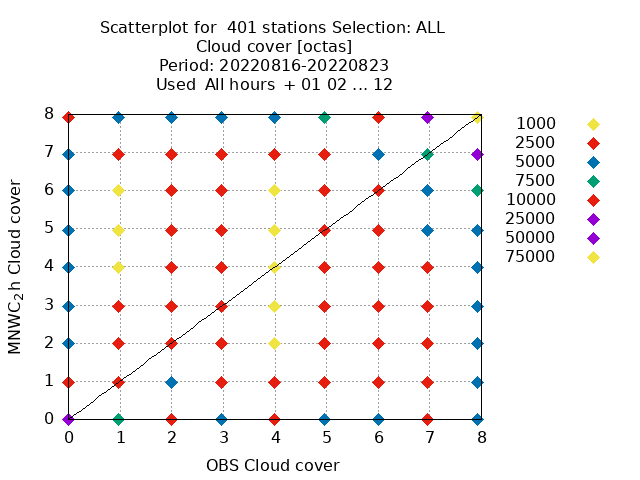 Scatterplot for  401 stations Selection: ALL
Cloud cover [octas]
Period: 20220816-20220823
Used  All hours  + 01 02 ... 12
8
7
6
5
4
3
2
1
0
MNWC2h Cloud cover
0 1 2 3 4 5 6 7 8
OBS Cloud cover
1000
2500
5000
7500
10000
25000
50000
75000